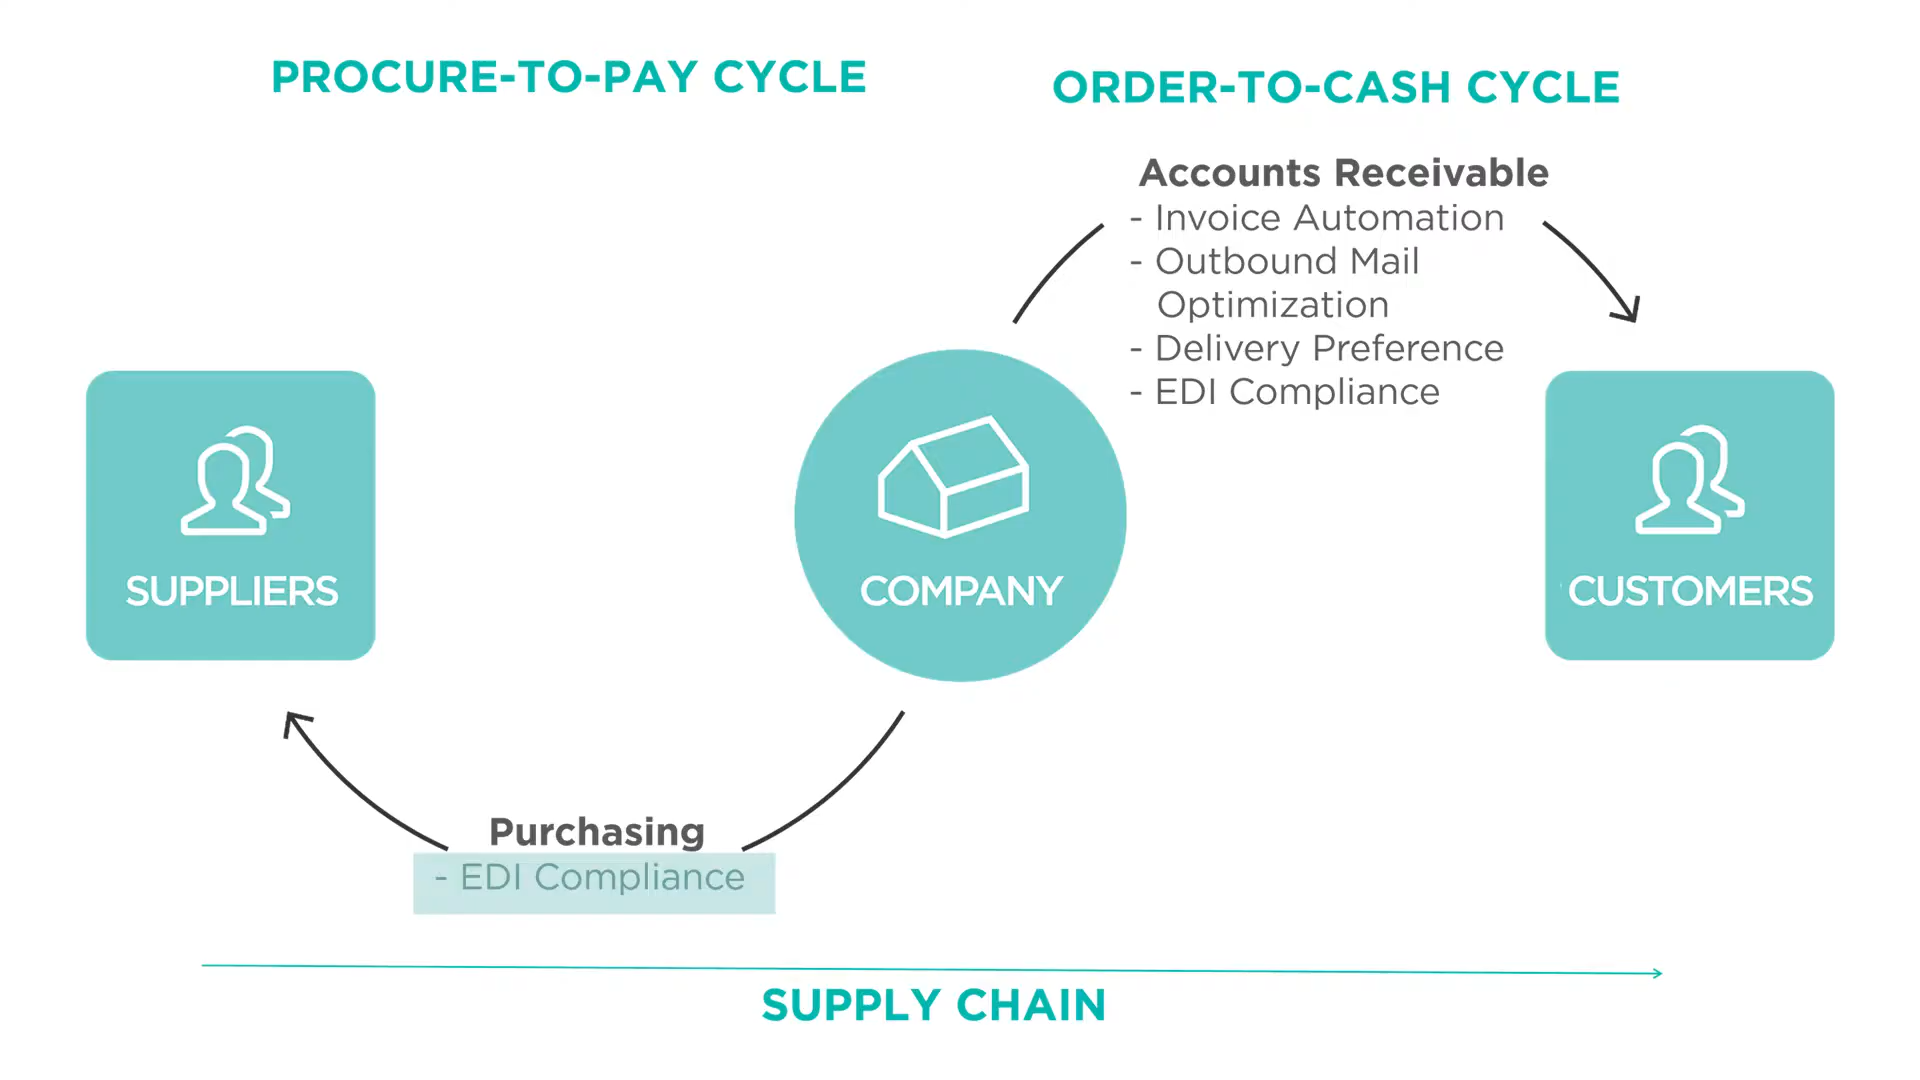 PROCURE-TO-PAY CYCLE
ORDER-TO-CASH CYCLE
Accounts Receivable
- Invoice Automation
- Outbound Mail
Optimization
- Delivery Preference
- EDI Compliance
SUPPLIERS
COMPANY
CUSTOMERS
Purchasing
- EDI Compliance
SUPPLY CHAIN